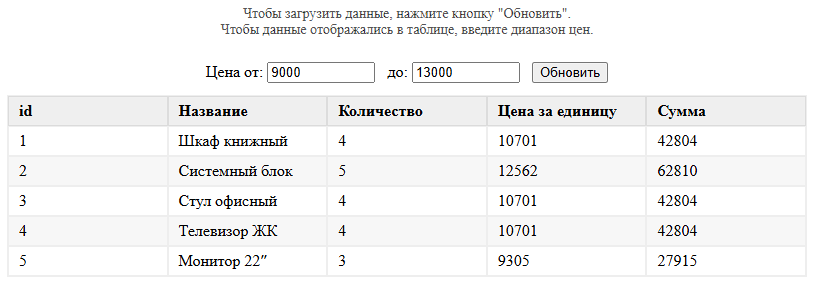 Чтобы загрузить данные, нажмите кнопку "Обновить".
Чтобы данные отображались в таблице, введите диапазон цен.
Цена от: 9000 до: 13000 Обновить
id Название Количество Цена за единицу Сумма
1 Шкаф книжный 4 10701 42804
2 Системный блок 5 12562 62810
3 Стул офисный 4 10701 42804
4 Телевизор ЖК 4 10701 42804
5 Монитор 22″ 3 9305 27915